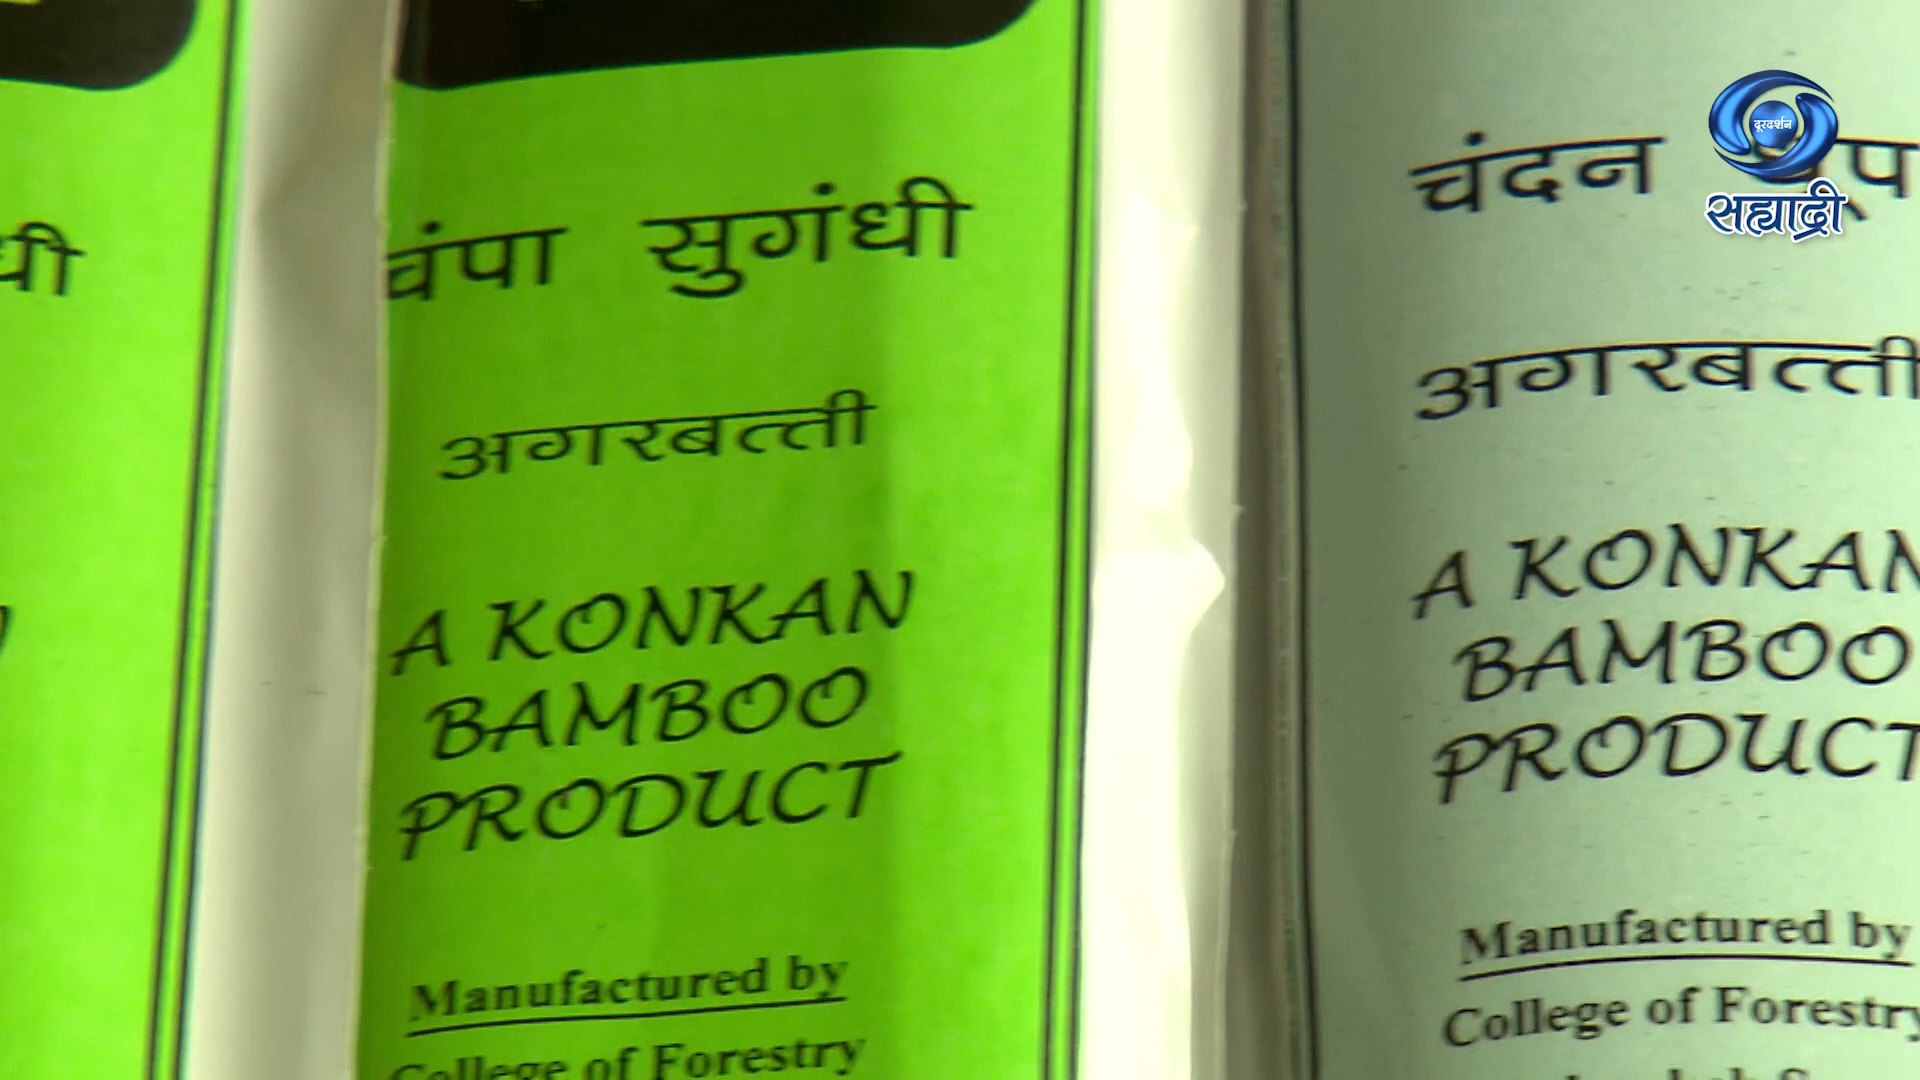 चंपा सुगंधी
अगरबत्ती
A KONKAN
BAMBOO
PRODUCT
Manufactured by
College of Forestry
चंदन
अगरबत्ती
A KONKAN
BAMBOO
PRODUCT
Manufactured by
College of Forestry
दूरदर्शन
सह्याद्री